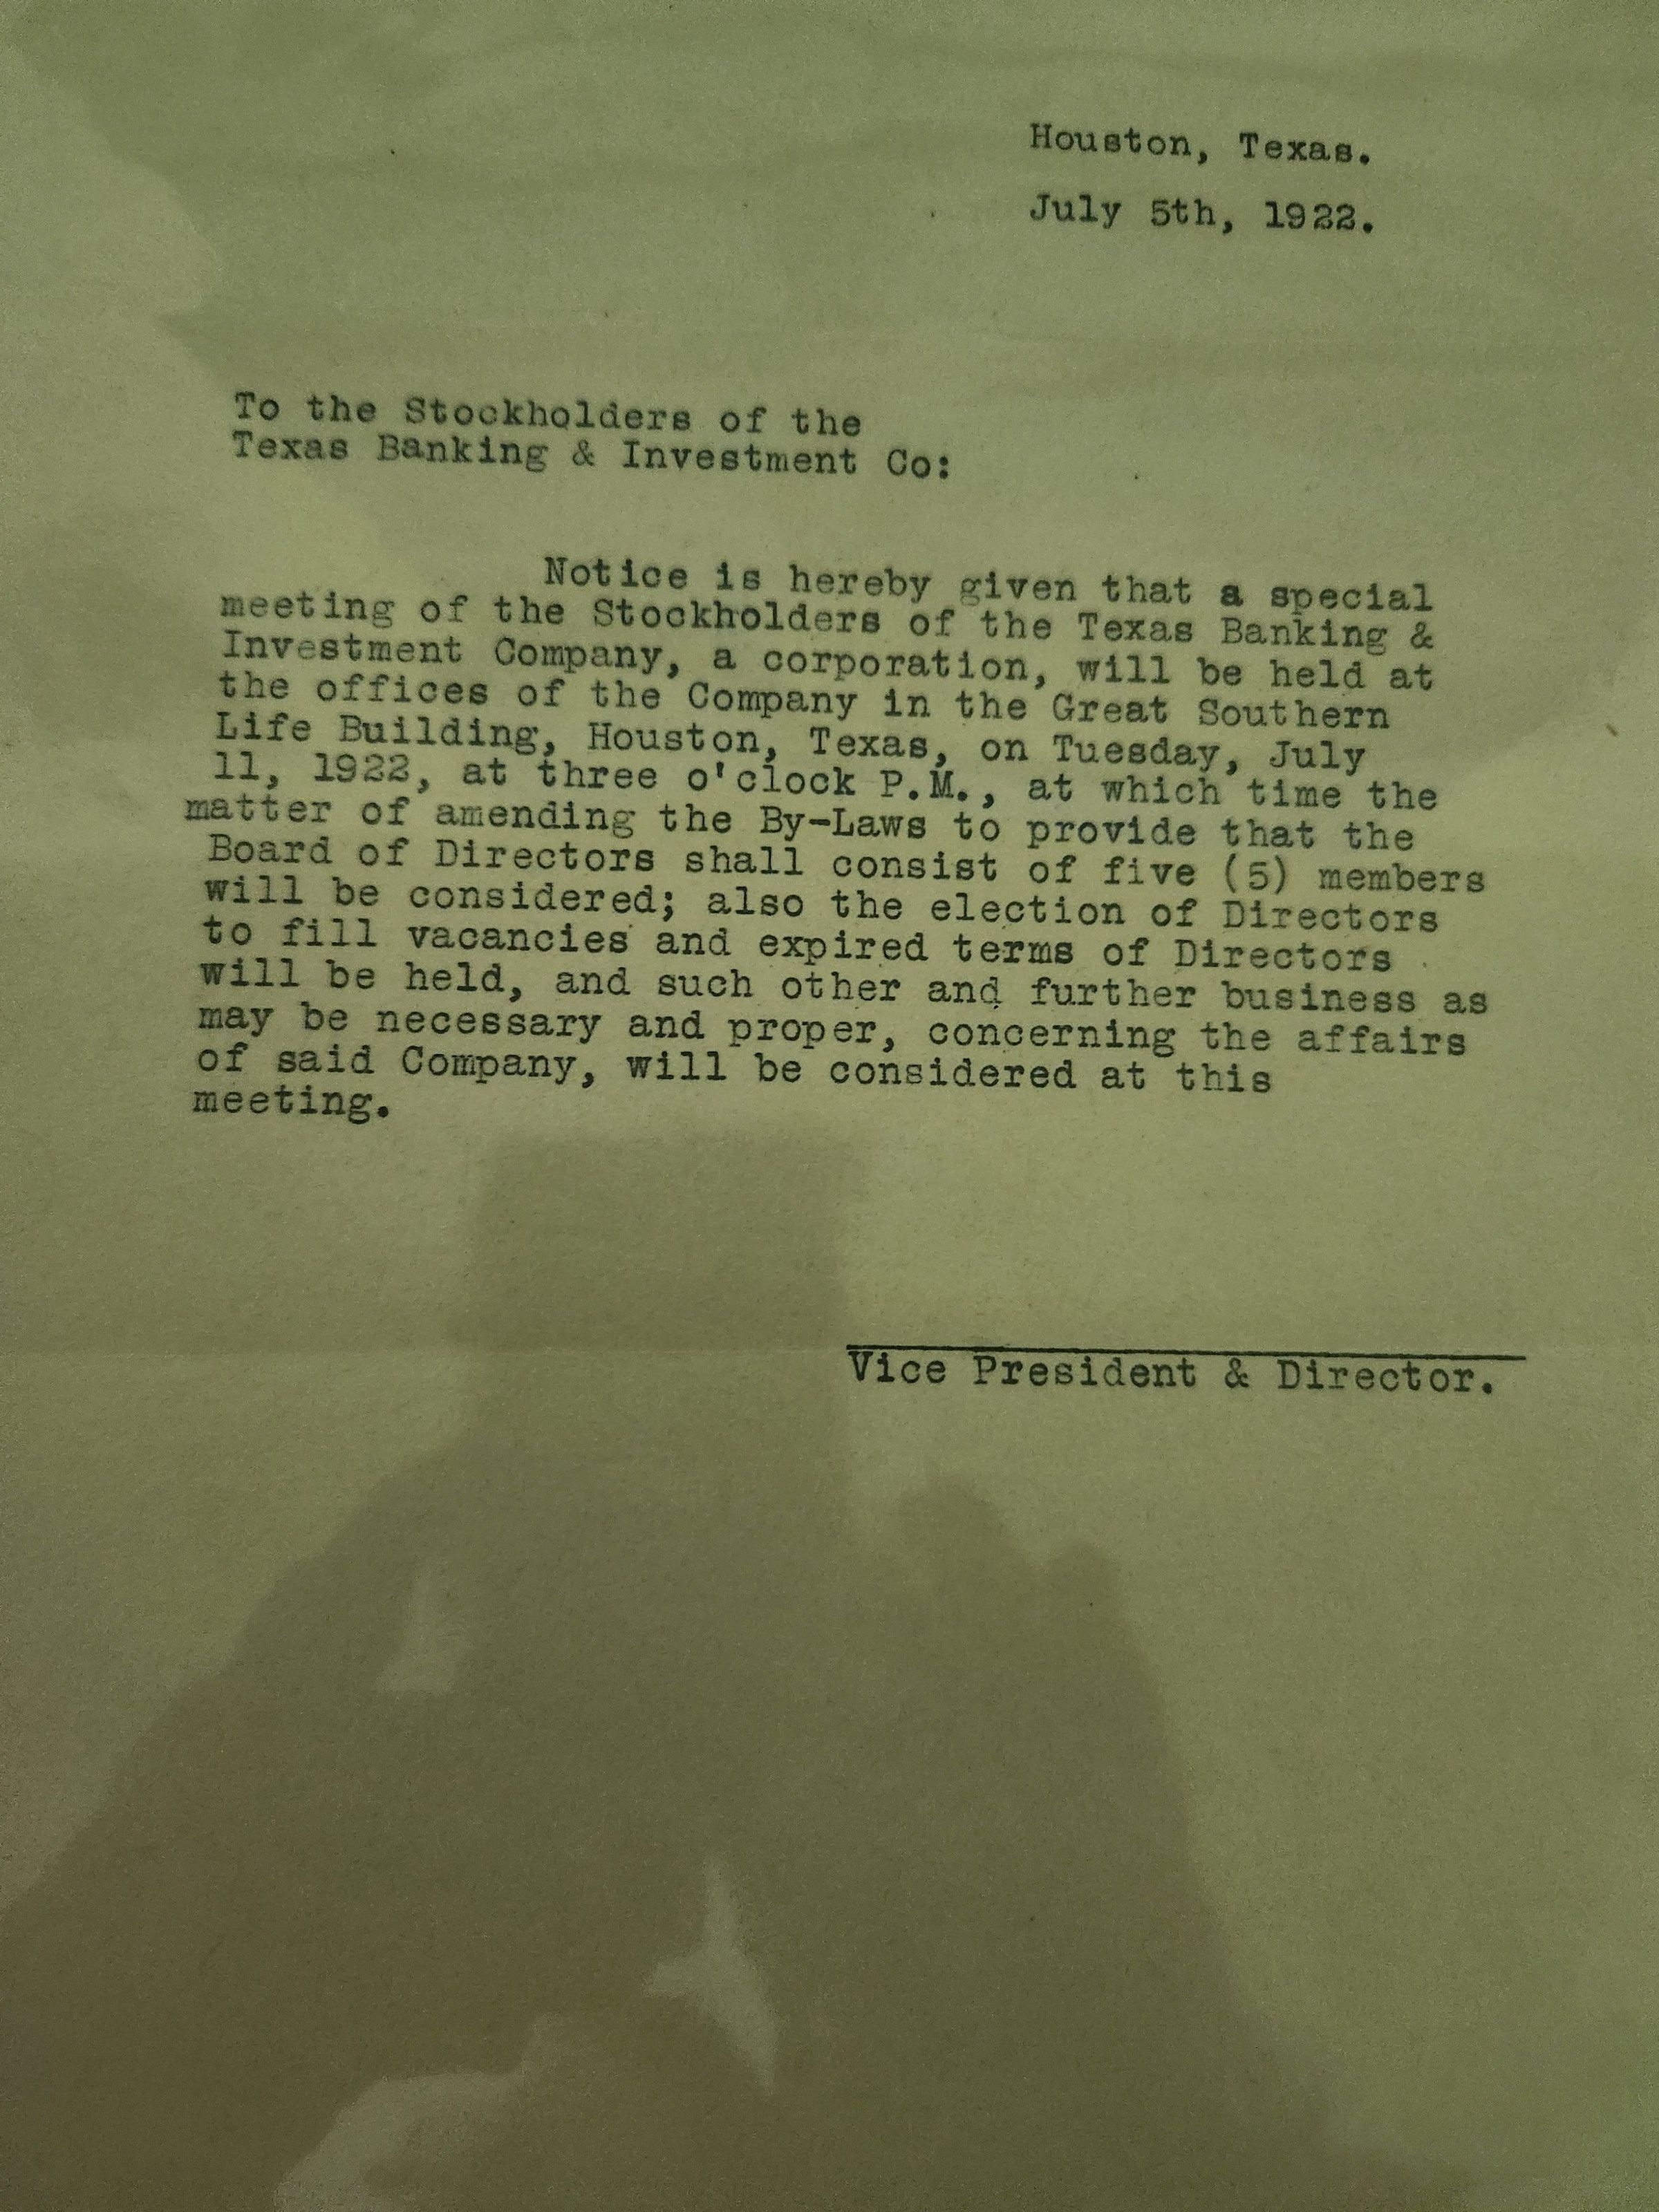 Houston, Texas.
July 5th, 1922.
To the Stockholders of the
Texas Banking & Investment Co:
Notice is hereby given that a special
meeting of the Stockholders of the Texas Banking &
Investment Company, a corporation, will be held at
the offices of the Company in the Great Southern
Life Building, Houston, Texas, on Tuesday, July
11, 1922, at three o'clock P.M., at which time the
matter of amending the By-Laws to provide that the
Board of Directors shall consist of five (5) members
will be considered; also the election of Directors
to fill vacancies and expired terms of Directors
will be held, and such other and further business as
may be necessary and proper, concerning the affairs
of said Company, will be considered at this
meeting.
Vice President & Director.